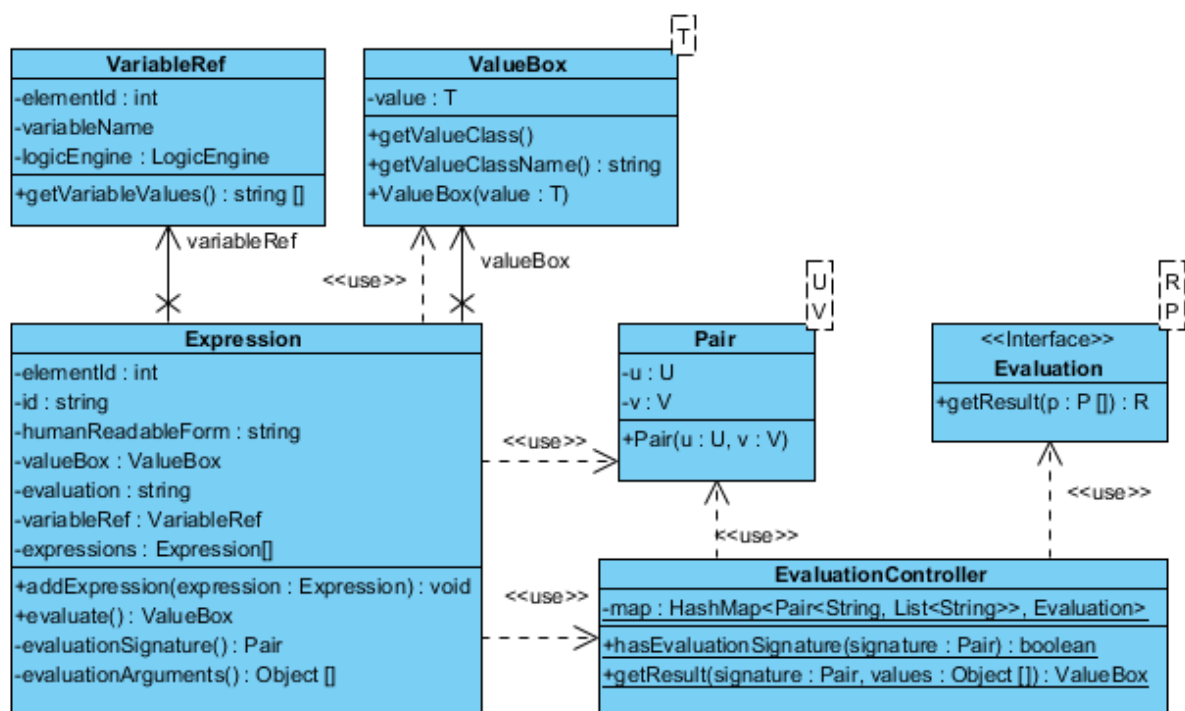 T
VariableRef
-elementId : int
-variableName
-logicEngine : LogicEngine
+getVariableValues() : string []
ValueBox
-value : T
+getValueClass()
+getValueClassName() : string
+ValueBox(value : T)
variableRef
<<use>>
valueBox
Expression
-elementId : int
-id : string
-humanReadableForm : string
-valueBox : ValueBox
-evaluation : string
-variableRef : VariableRef
-expressions : Expression[]
+addExpression(expression : Expression) : void
+evaluate() : ValueBox
-evaluationSignature() : Pair
-evaluationArguments() : Object []
<<use>>
<<use>>
U
V
Pair
-u : U
-v : V
+Pair(u : U, v : V)
R
P
<<Interface>>
Evaluation
+getResult(p : P []) : R
<<use>>
<<use>>
EvaluationController
-map : HashMap<Pair<String, List<String>>, Evaluation>
+hasEvaluationSignature(signature : Pair) : boolean
+getResult(signature : Pair, values : Object []) : ValueBox